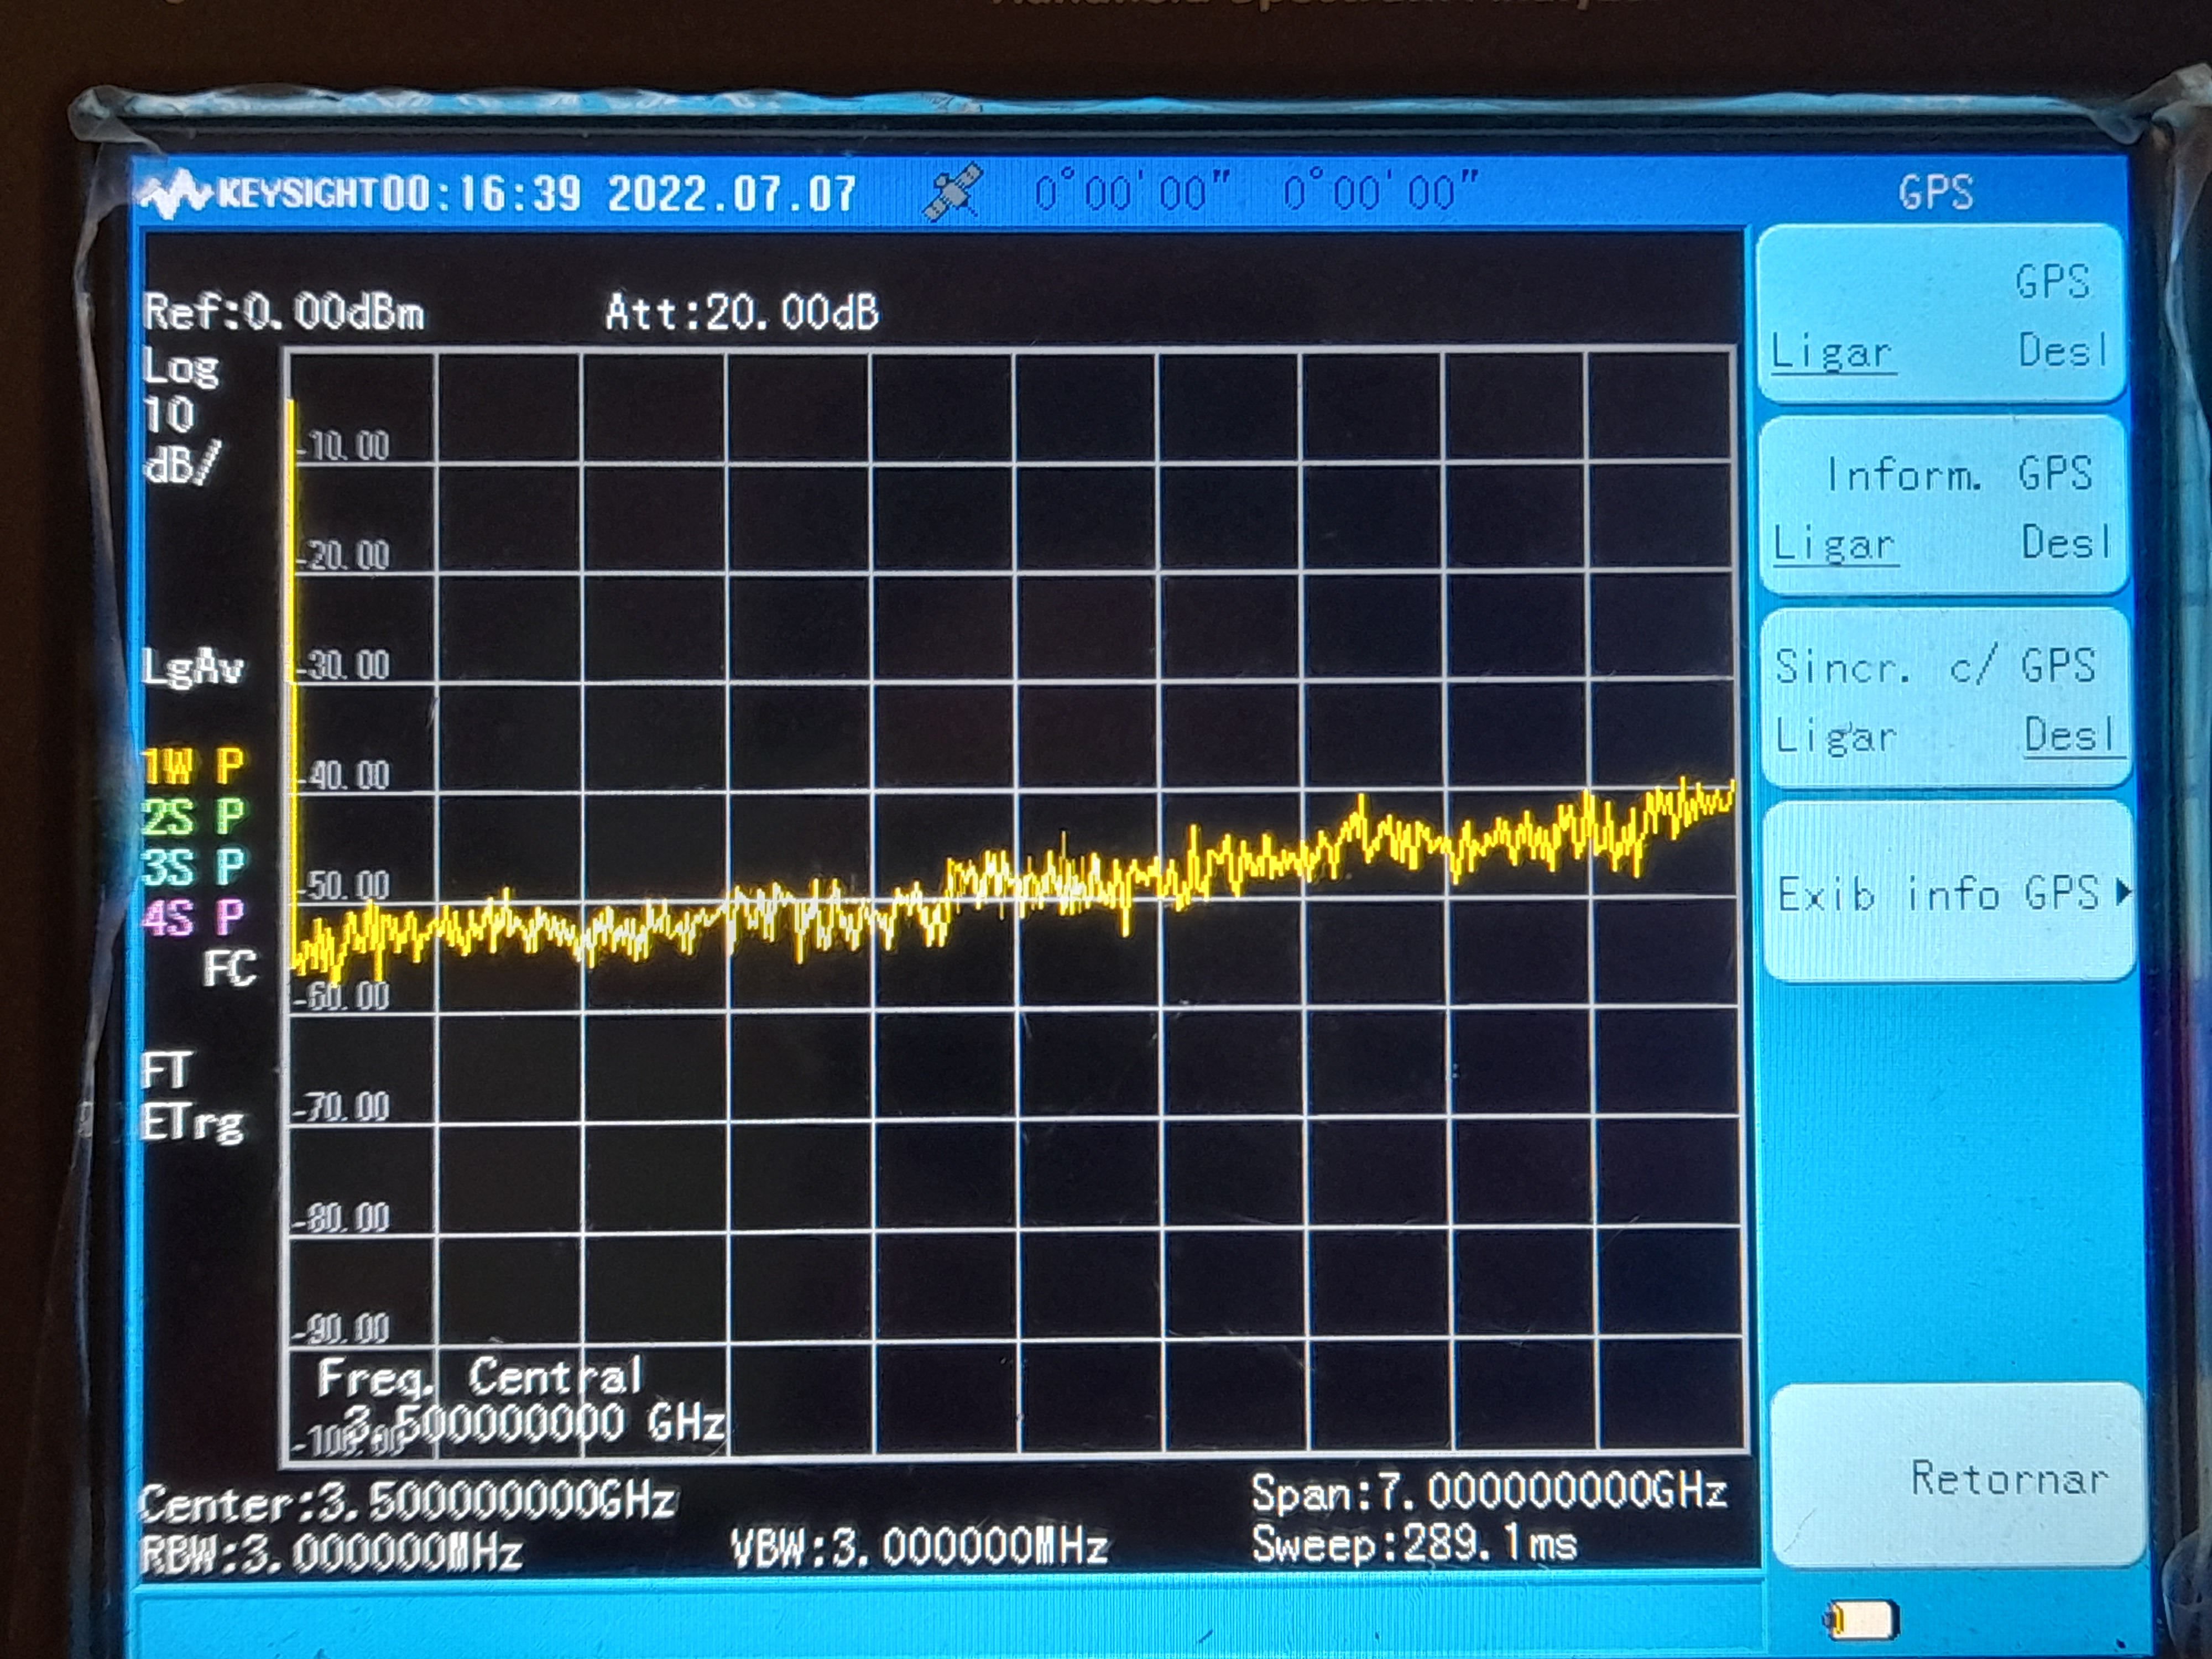 KEYSIGHT 00:16:39 2022.07.07 0°00'00" 0°00'00" GPS
Ref:0.00dBm Att:20.00dB
Log
10
dB/
LgAv
1W P
2S P
3S P
4S P
FC
FT
ETrg
-10.00
-20.00
-30.00
-40.00
-50.00
-60.00
-70.00
-80.00
-90.00
-100.00
Freq. Central
3.500000000 GHz
Center:3.500000000GHz Span:7.000000000GHz
RBW:3.000000MHz VBW:3.000000MHz Sweep:289.1ms
GPS
Ligar Desl
Inform. GPS
Ligar Desl
Sincr. c/ GPS
Ligar Desl
Exib info GPS
Retornar